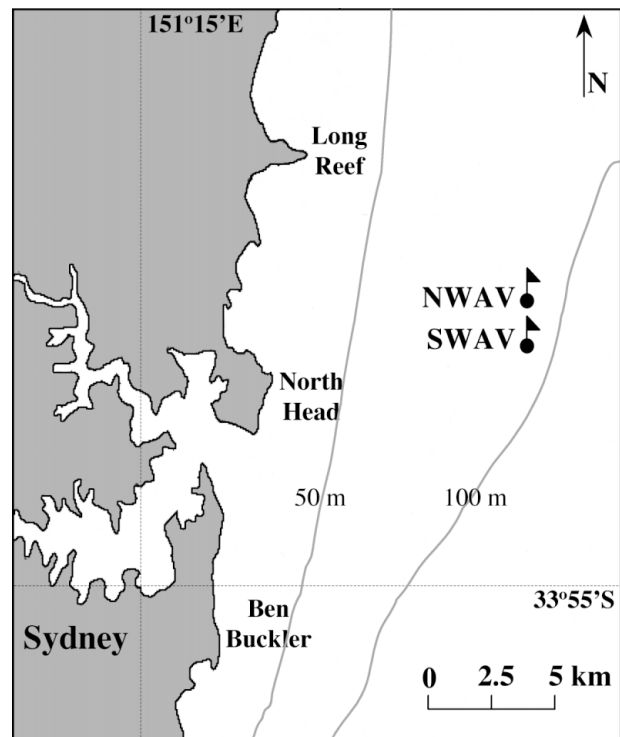 151°15'E
N
Long
Reef
NWAV
SWAV
North
Head
50 m
100 m
33°55'S
Ben
Buckler
Sydney
0 2.5 5 km